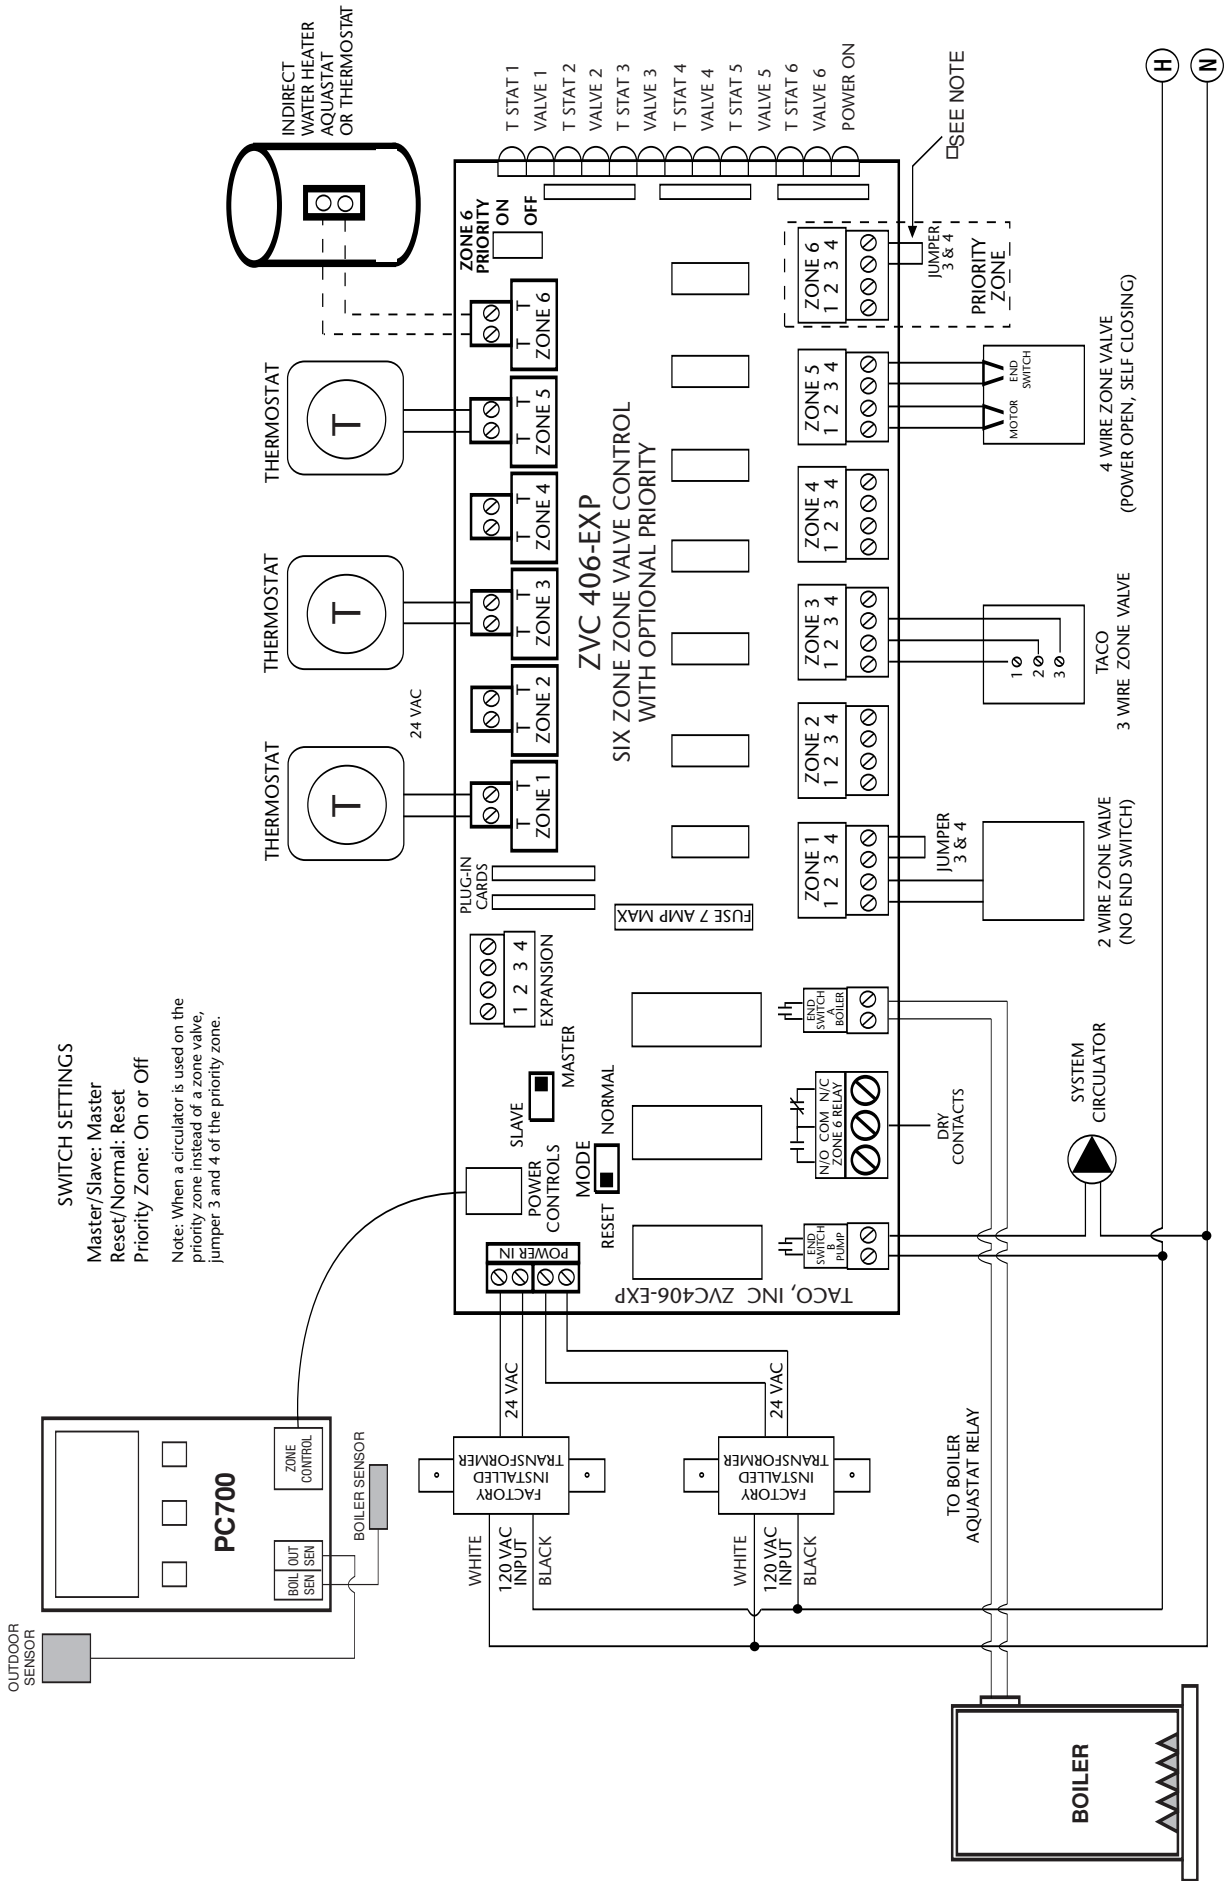 SWITCH SETTINGS
Master/Slave: Master
Reset/Normal: Reset
Priority Zone: On or Off
Note: When a circulator is used on the
priority zone instead of a zone valve,
jumper 3 and 4 of the priority zone.
OUTDOOR
SENSOR
PC700
BOIL
SEN
OUT
SEN
ZONE
CONTROL
BOILER SENSOR
THERMOSTAT
T
THERMOSTAT
T
THERMOSTAT
T
24 VAC
INDIRECT
WATER HEATER
AQUASTAT
OR THERMOSTAT
WHITE
120 VAC
INPUT
BLACK
FACTORY
INSTALLED
TRANSFORMER
24 VAC
WHITE
120 VAC
INPUT
BLACK
FACTORY
INSTALLED
TRANSFORMER
24 VAC
POWER IN
POWER
CONTROLS
SLAVE
MASTER
MODE
RESET
NORMAL
1 2 3 4
EXPANSION
PLUG-IN
CARDS
T T
ZONE 1
T T
ZONE 2
T T
ZONE 3
T T
ZONE 4
T T
ZONE 5
T T
ZONE 6
ZONE 6
PRIORITY
ON
OFF
ZVC 406-EXP
SIX ZONE ZONE VALVE CONTROL
WITH OPTIONAL PRIORITY
FUSE 7 AMP MAX
TACO, INC ZVC406-EXP
T STAT 1
VALVE 1
T STAT 2
VALVE 2
T STAT 3
VALVE 3
T STAT 4
VALVE 4
T STAT 5
VALVE 5
T STAT 6
VALVE 6
POWER ON
END
SWITCH
B
PUMP
N/O COM N/C
ZONE 6 RELAY
END
SWITCH
A
BOILER
ZONE 1
1 2 3 4
ZONE 2
1 2 3 4
ZONE 3
1 2 3 4
ZONE 4
1 2 3 4
ZONE 5
1 2 3 4
ZONE 6
1 2 3 4
JUMPER
3 & 4
PRIORITY
ZONE
SEE NOTE
DRY
CONTACTS
JUMPER
3 & 4
1
2
3
MOTOR
END
SWITCH
TO BOILER
AQUASTAT RELAY
SYSTEM
CIRCULATOR
2 WIRE ZONE VALVE
(NO END SWITCH)
TACO
3 WIRE ZONE VALVE
4 WIRE ZONE VALVE
(POWER OPEN, SELF CLOSING)
BOILER
H
N